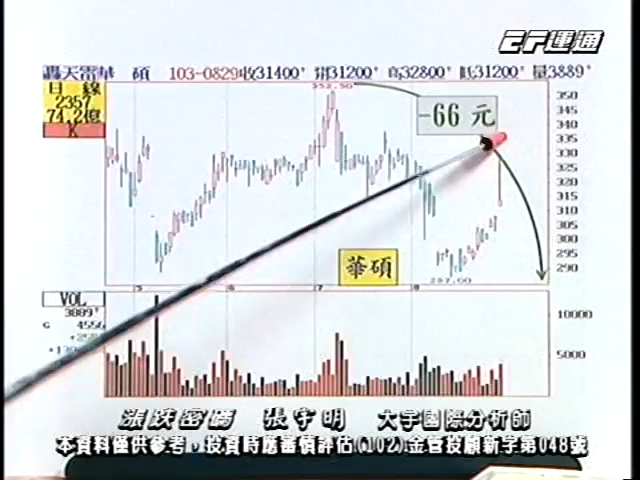 EF運通
轟天雷華 碩 103-0829收31400' 開31200' 高32800' 低31200' 量3889'
日 線
2357
74.2億
K
352.50
-66 元
350
345
340
335
330
325
320
315
310
305
300
295
290
華碩
287.00
5 6 7 8
VOL
3889'
G 4556
10000
5000
漲跌密碼 張宇明 大宇國際分析師
本資料僅供參考，投資時應審慎評估(102)金管投顧新字第048號